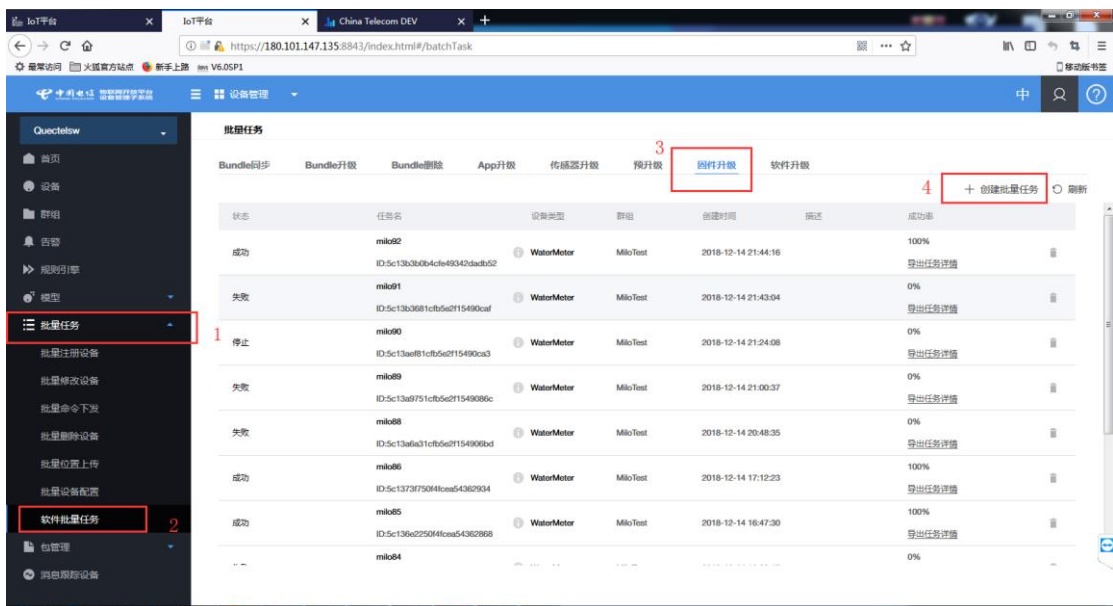 IoT平台 × IoT平台 × China Telecom DEV × +
https://180.101.147.135:8843/index.html#/batchTask
最常访问 火狐官方站点 新手上路 V6.0SP1 移动版书签
中国电信 设备管理 中
Quectelsw 批量任务
3
首页 Bundle同步 Bundle升级 Bundle删除 App升级 传感器升级 预升级 固件升级 软件升级
设备 4 + 创建批量任务 刷新
群组 状态 任务名 设备类型 群组 创建时间 描述 成功率
告警 成功 milo92 WaterMeter MiloTest 2018-12-14 21:44:16 100%
ID:5c13b3b0b4cfe49342dadb52 导出任务详情
规则引擎
模型 失败 milo91 WaterMeter MiloTest 2018-12-14 21:43:04 0%
ID:5c13b3681cfb5e2f15490caf 导出任务详情
批量任务 1 停止 milo90 WaterMeter MiloTest 2018-12-14 21:24:08 0%
批量注册设备 ID:5c13aef81cfb5e2f15490ca3 导出任务详情
批量修改设备 失败 milo89 WaterMeter MiloTest 2018-12-14 21:00:37 0%
批量命令下发 ID:5c13a9751cfb5e2f1549086c 导出任务详情
批量删除设备 失败 milo88 WaterMeter MiloTest 2018-12-14 20:48:35 0%
ID:5c13a6a31cfb5e2f154906bd 导出任务详情
批量位置上传
批量设备配置 成功 milo86 WaterMeter MiloTest 2018-12-14 17:12:23 100%
ID:5c1373f750f4fcea54362934 导出任务详情
软件批量任务 2 成功 milo85 WaterMeter MiloTest 2018-12-14 16:47:30 100%
ID:5c136e2250f4fcea54362868 导出任务详情
包管理
消息跟踪设备 milo84 0%